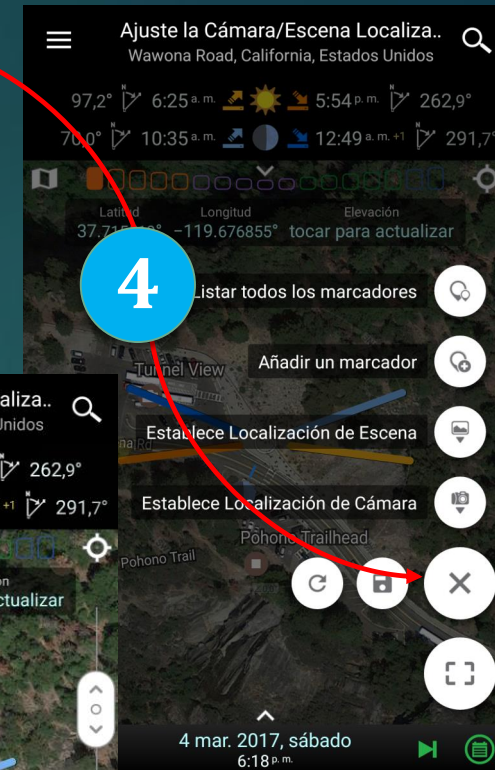 Ajuste la Cámara/Escena Localiza..
Wawona Road, California, Estados Unidos
97,2° N 6:25 a. m. 5:54 p. m. N 262,9°
70,0° N 10:35 a. m. 12:49 a. m. +1 N 291,7°
Latitud Longitud Elevación
−119.676855° tocar para actualizar
4
Listar todos los marcadores
Añadir un marcador
Tunnel View
Establece Localización de Escena
Establece Localización de Cámara
Pohono Trailhead
Pohono Trail
4 mar. 2017, sábado
6:18 p. m.
aliza..
Unidos
262,9°
+1 291,7°
ctualizar